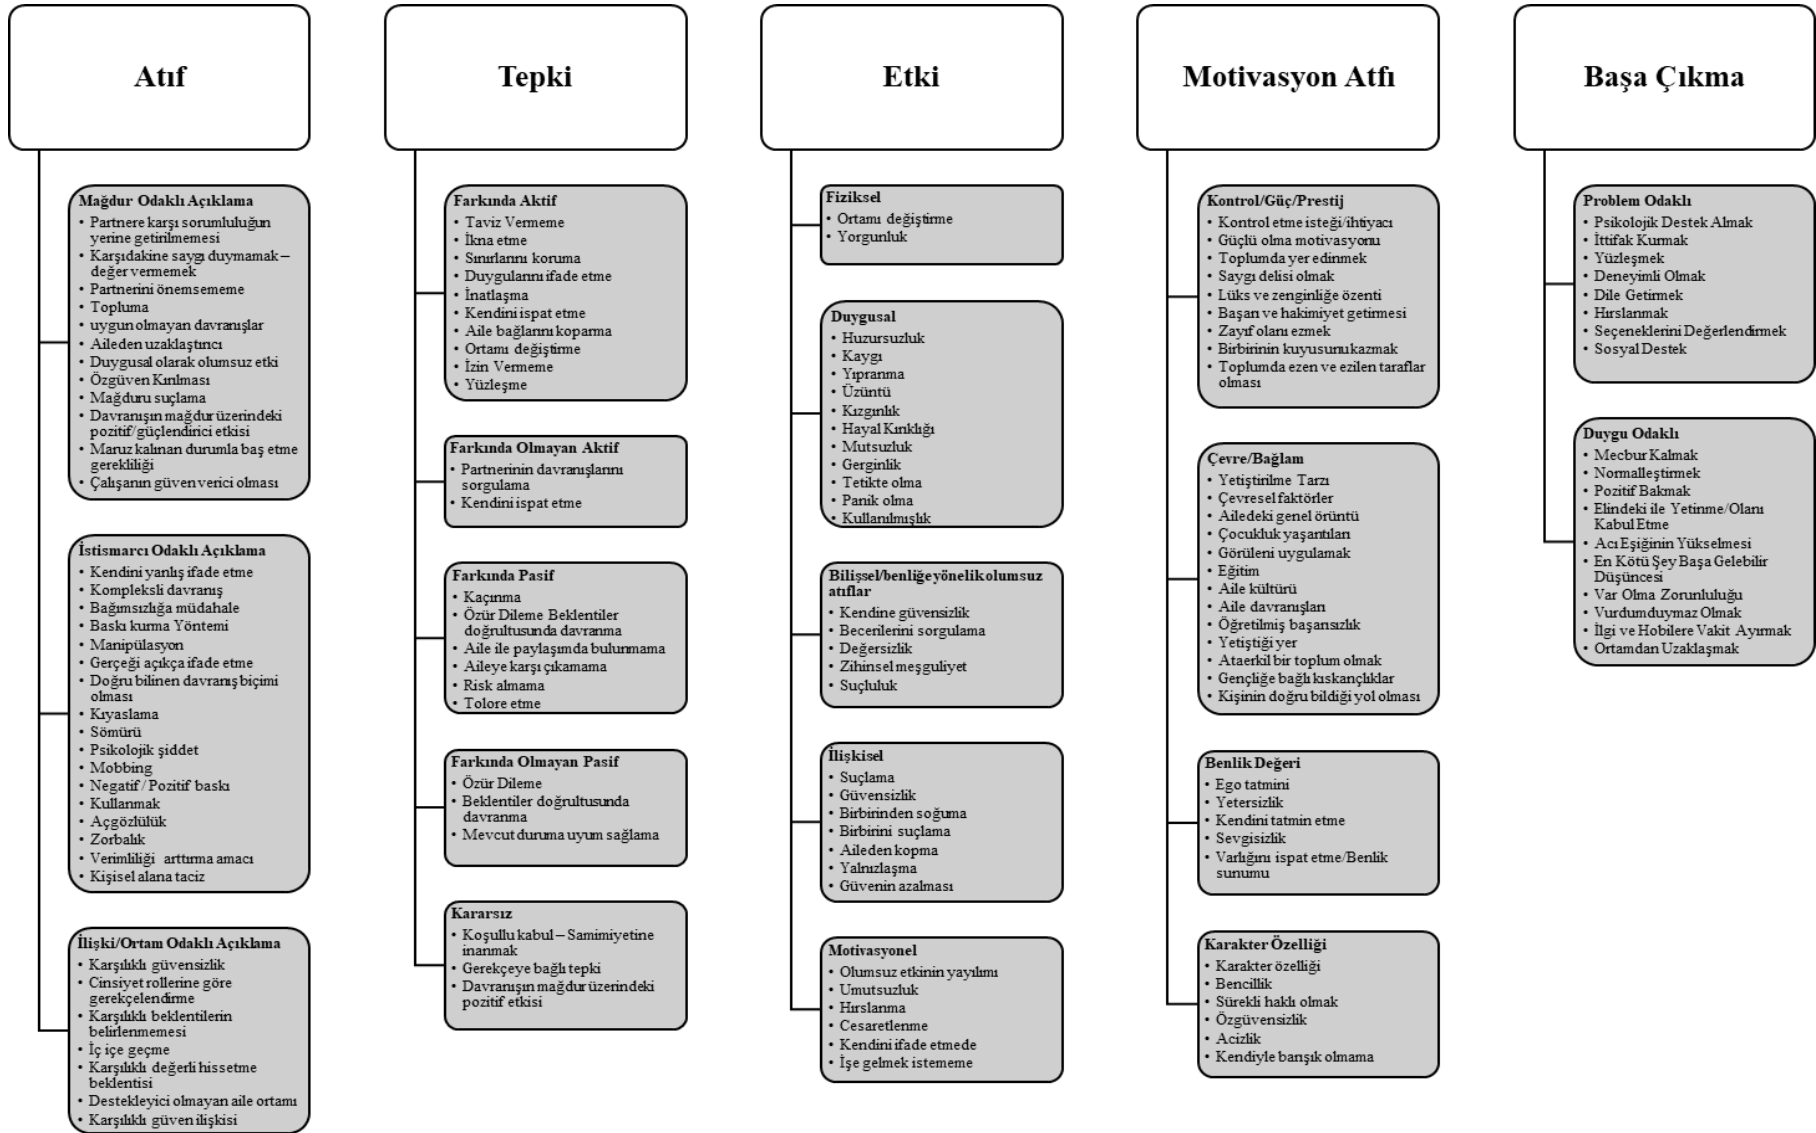 Atıf
Mağdur Odaklı Açıklama
• Partnere karşı sorumluluğun
yerine getirilmemesi
• Karşıdakine saygı duymamak –
değer vermemek
• Partnerini önemsememe
• Topluma
• uygun olmayan davranışlar
• Aileden uzaklaştırıcı
• Duygusal olarak olumsuz etki
• Özgüven Kırılması
• Mağduru suçlama
• Davranışın mağdur üzerindeki
pozitif/güçlendirici etkisi
• Maruz kalınan durumla baş etme
gerekliliği
• Çalışanın güven verici olması
İstismarcı Odaklı Açıklama
• Kendini yanlış ifade etme
• Kompleksli davranış
• Bağımsızlığa müdahale
• Baskı kurma Yöntemi
• Manipülasyon
• Gerçeği açıkça ifade etme
• Doğru bilinen davranış biçimi
olması
• Kıyaslama
• Sömürü
• Psikolojik şiddet
• Mobbing
• Negatif / Pozitif baskı
• Kullanmak
• Açgözlülük
• Zorbalık
• Verimliliği arttırma amacı
• Kişisel alana taciz
İlişki/Ortam Odaklı Açıklama
• Karşılıklı güvensizlik
• Cinsiyet rollerine göre
gerekçelendirme
• Karşılıklı beklentilerin
belirlenmemesi
• İç içe geçme
• Karşılıklı değerli hissetme
beklentisi
• Destekleyici olmayan aile ortamı
• Karşılıklı güven ilişkisi
Tepki
Farkında Aktif
• Taviz Vermeme
• İkna etme
• Sınırlarını koruma
• Duygularını ifade etme
• İnatlaşma
• Kendini ispat etme
• Aile bağlarını koparma
• Ortamı değiştirme
• İzin Vermeme
• Yüzleşme
Farkında Olmayan Aktif
• Partnerinin davranışlarını
sorgulama
• Kendini ispat etme
Farkında Pasif
• Kaçınma
• Özür Dileme Beklentiler
doğrultusunda davranma
• Aile ile paylaşımda bulunmama
• Aileye karşı çıkamama
• Risk almama
• Tolore etme
Farkında Olmayan Pasif
• Özür Dileme
• Beklentiler doğrultusunda
davranma
• Mevcut duruma uyum sağlama
Kararsız
• Koşullu kabul – Samimiyetine
inanmak
• Gerekçeye bağlı tepki
• Davranışın mağdur üzerindeki
pozitif etkisi
Etki
Fiziksel
• Ortamı değiştirme
• Yorgunluk
Duygusal
• Huzursuzluk
• Kaygı
• Yıpranma
• Üzüntü
• Kızgınlık
• Hayal Kırıklığı
• Mutsuzluk
• Gerginlik
• Tetikte olma
• Panik olma
• Kullanılmışlık
Bilişsel/benliğe yönelik olumsuz
atıflar
• Kendine güvensizlik
• Becerilerini sorgulama
• Değersizlik
• Zihinsel meşguliyet
• Suçluluk
İlişkisel
• Suçlama
• Güvensizlik
• Birbirinden soğuma
• Birbirini suçlama
• Aileden kopma
• Yalnızlaşma
• Güvenin azalması
Motivasyonel
• Olumsuz etkinin yayılımı
• Umutsuzluk
• Hırslanma
• Cesaretlenme
• Kendini ifade etmede
• İşe gelmek istememe
Motivasyon Atfı
Kontrol/Güç/Prestij
• Kontrol etme isteği/ihtiyacı
• Güçlü olma motivasyonu
• Toplumda yer edinmek
• Saygı delisi olmak
• Lüks ve zenginliğe özenti
• Başarı ve hakimiyet getirmesi
• Zayıf olanı ezmek
• Birbirinin kuyusunu kazmak
• Toplumda ezen ve ezilen taraflar
olması
Çevre/Bağlam
• Yetiştirilme Tarzı
• Çevresel faktörler
• Ailedeki genel örüntü
• Çocukluk yaşantıları
• Görüleni uygulamak
• Eğitim
• Aile kültürü
• Aile davranışları
• Öğretilmiş başarısızlık
• Yetiştiği yer
• Ataerkil bir toplum olmak
• Gençliğe bağlı kıskançlıklar
• Kişinin doğru bildiği yol olması
Benlik Değeri
• Ego tatmini
• Yetersizlik
• Kendini tatmin etme
• Sevgisizlik
• Varlığını ispat etme/Benlik
sunumu
Karakter Özelliği
• Karakter özelliği
• Bencillik
• Sürekli haklı olmak
• Özgüvensizlik
• Acizlik
• Kendiyle barışık olmama
Başa Çıkma
Problem Odaklı
• Psikolojik Destek Almak
• İttifak Kurmak
• Yüzleşmek
• Deneyimli Olmak
• Dile Getirmek
• Hırslanmak
• Seçeneklerini Değerlendirmek
• Sosyal Destek
Duygu Odaklı
• Mecbur Kalmak
• Normalleştirmek
• Pozitif Bakmak
• Elindeki ile Yetinme/Olanı
Kabul Etme
• Acı Eşiğinin Yükselmesi
• En Kötü Şey Başa Gelebilir
Düşüncesi
• Var Olma Zorunluluğu
• Vurdumduymaz Olmak
• İlgi ve Hobilere Vakit Ayırmak
• Ortamdan Uzaklaşmak